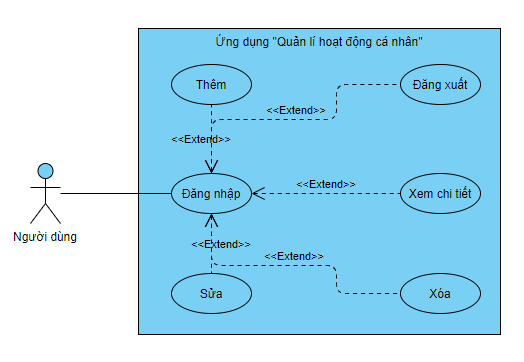 Ứng dụng "Quản lí hoạt động cá nhân"
Thêm
Đăng xuất
<<Extend>>
<<Extend>>
Đăng nhập
<<Extend>>
Xem chi tiết
Người dùng
<<Extend>>
<<Extend>>
Sửa
Xóa